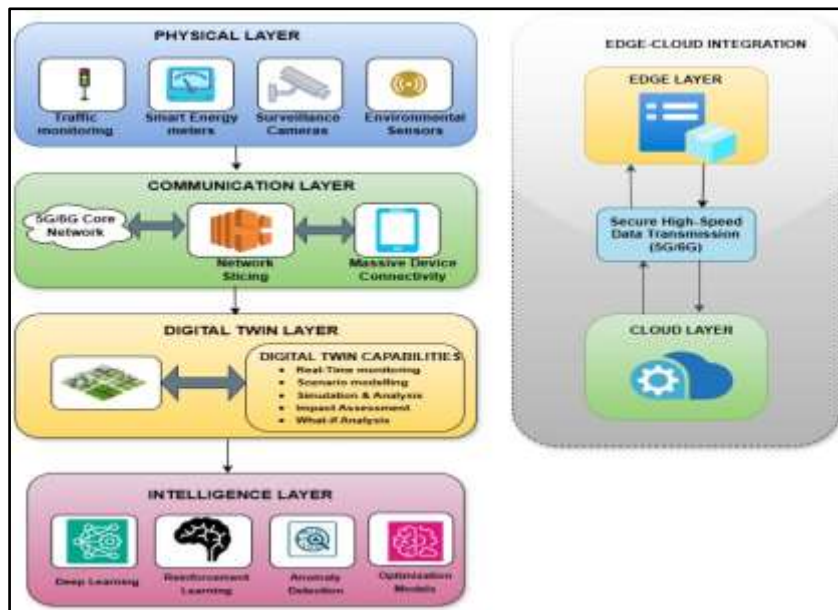 PHYSICAL LAYER
Traffic
monitoring
Smart Energy
meters
Surveillance
Cameras
Environmental
Sensors
COMMUNICATION LAYER
5G/6G Core
Network
Network
Slicing
Massive Device
Connectivity
DIGITAL TWIN LAYER
DIGITAL TWIN CAPABILITIES
• Real-Time monitoring
• Scenario modelling
• Simulation & Analysis
• Impact Assessment
• What-if Analysis
INTELLIGENCE LAYER
Deep Learning
Reinforcement
Learning
Anomaly
Detection
Optimisation
Models
EDGE-CLOUD INTEGRATION
EDGE LAYER
Secure High-Speed
Data Transmission
(5G/6G)
CLOUD LAYER